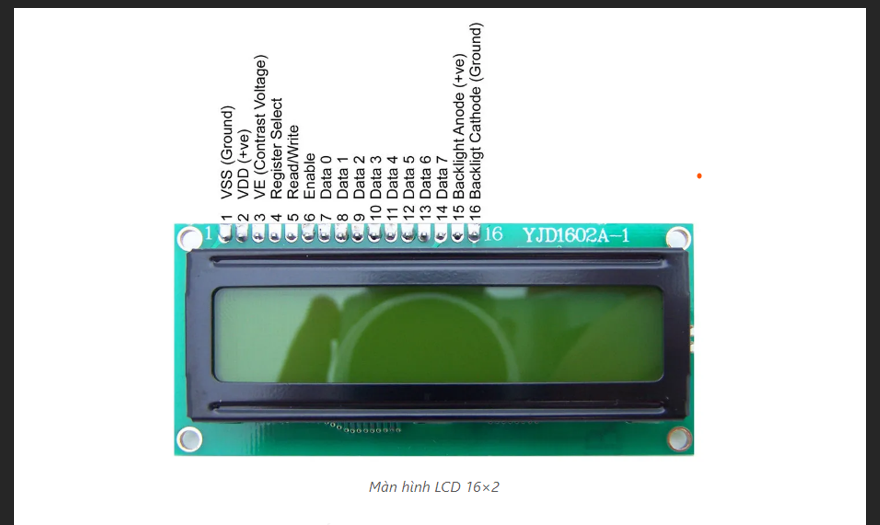 1 VSS (Ground)
2 VDD (+ve)
3 VE (Contrast Voltage)
4 Register Select
5 Read/Write
6 Enable
7 Data 0
8 Data 1
9 Data 2
10 Data 3
11 Data 4
12 Data 5
13 Data 6
14 Data 7
15 Backlight Anode (+ve)
16 Backligt Cathode (Ground)
1
16
YJD1602A-1
Màn hình LCD 16×2